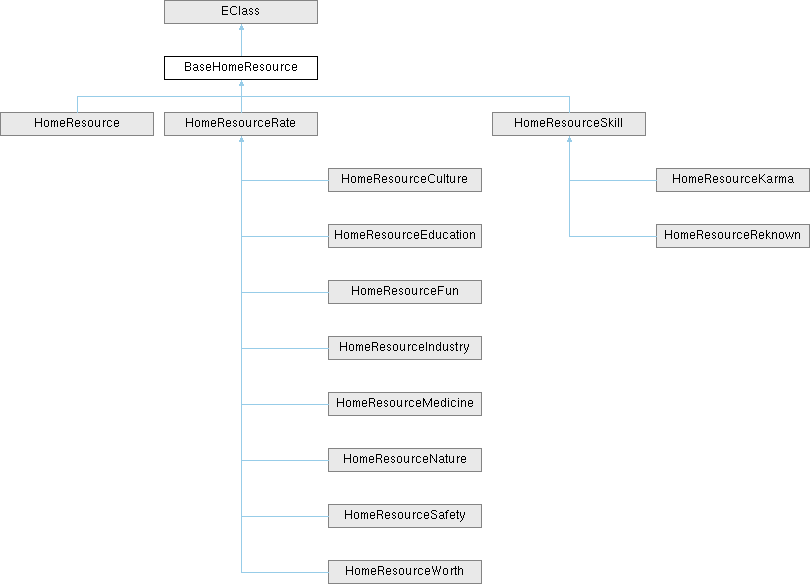 EClass
BaseHomeResource
HomeResource
HomeResourceRate
HomeResourceSkill
HomeResourceCulture
HomeResourceKarma
HomeResourceEducation
HomeResourceReknown
HomeResourceFun
HomeResourceIndustry
HomeResourceMedicine
HomeResourceNature
HomeResourceSafety
HomeResourceWorth